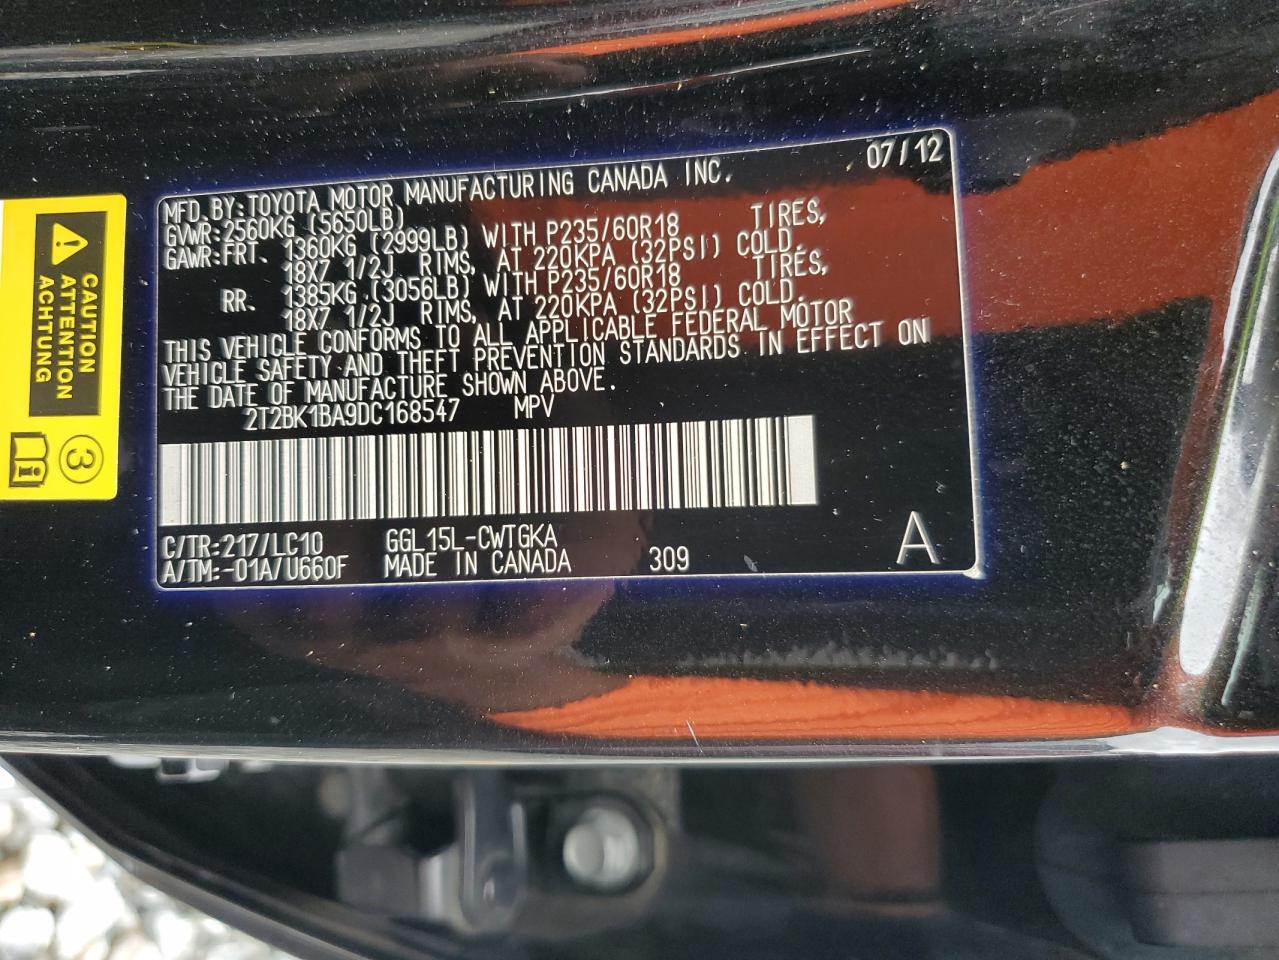 07/12
MFD.BY:TOYOTA MOTOR MANUFACTURING CANADA INC.
GVWR:2560KG (5650LB)
GAWR:FRT. 1360KG (2999LB) WITH P235/60R18 TIRES,
18X7 1/2J RIMS, AT 220KPA (32PSI) COLD.
RR. 1385KG (3056LB) WITH P235/60R18 TIRES,
18X7 1/2J RIMS, AT 220KPA (32PSI) COLD.
THIS VEHICLE CONFORMS TO ALL APPLICABLE FEDERAL MOTOR
VEHICLE SAFETY AND THEFT PREVENTION STANDARDS IN EFFECT ON
THE DATE OF MANUFACTURE SHOWN ABOVE.
2T2BK1BA9DC168547 MPV
C/TR:217/LC10 GGL15L-CWTGKA
A/TM:-01A/U660F MADE IN CANADA 309 A
CAUTION
ATTENTION
ACHTUNG
3